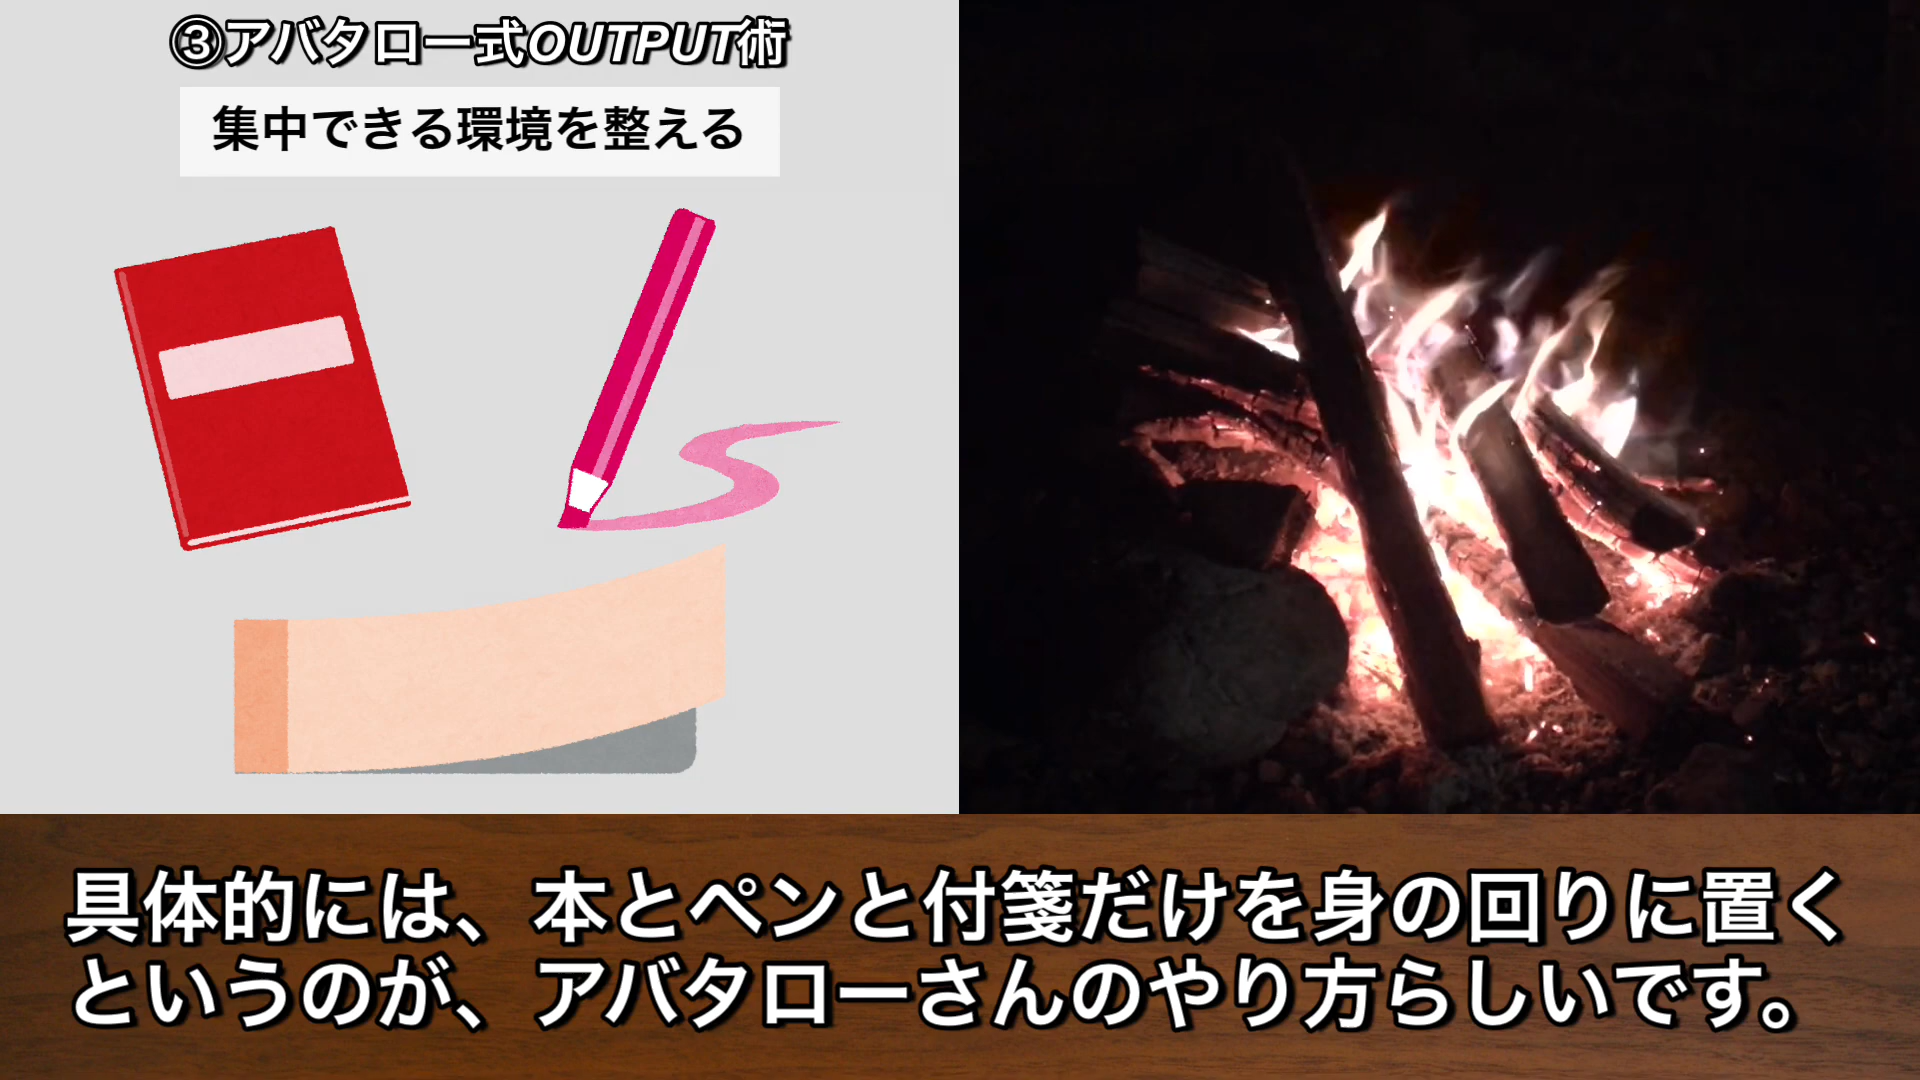 ③アバタロー式OUTPUT術
集中できる環境を整える
具体的には、本とペンと付箋だけを身の回りに置く
というのが、アバタローさんのやり方らしいです。